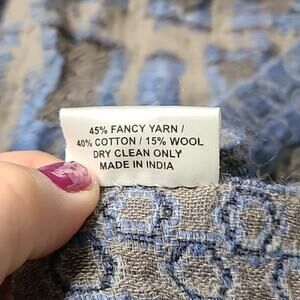 45% FANCY YARN /
40% COTTON / 15% WOOL
DRY CLEAN ONLY
MADE IN INDIA